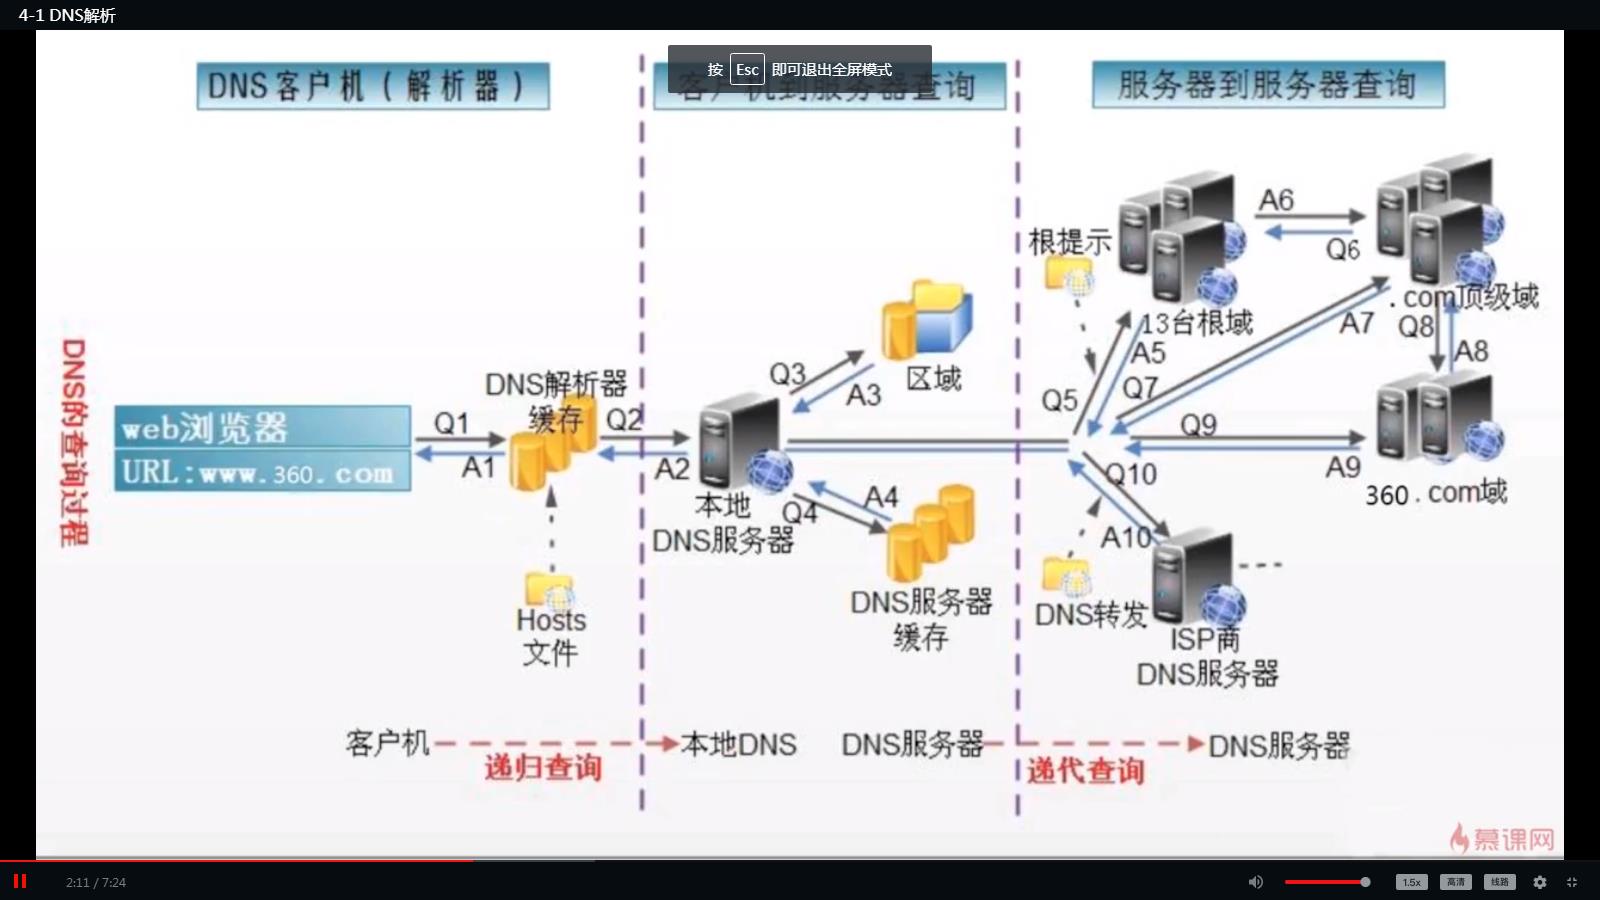 4-1 DNS解析
按 Esc 即可退出全屏模式
DNS客户机（解析器）
客户机到服务器查询
服务器到服务器查询
A6
Q6
根提示
.com顶级域
13台根域
A5
A7
Q8
A8
Q3
A3
区域
Q5
Q7
DNS的查询过程
DNS解析器
缓存
web浏览器
URL:www.360.com
Q1
A1
Q2
A2
Q9
A9
360.com域
本地
DNS服务器
Q4
A4
Q10
A10
DNS服务器
缓存
Hosts
文件
DNS转发
ISP商
DNS服务器
客户机
本地DNS
DNS服务器
DNS服务器
递归查询
递代查询
慕课网
2:11 / 7:24
1.5x
高清
线路